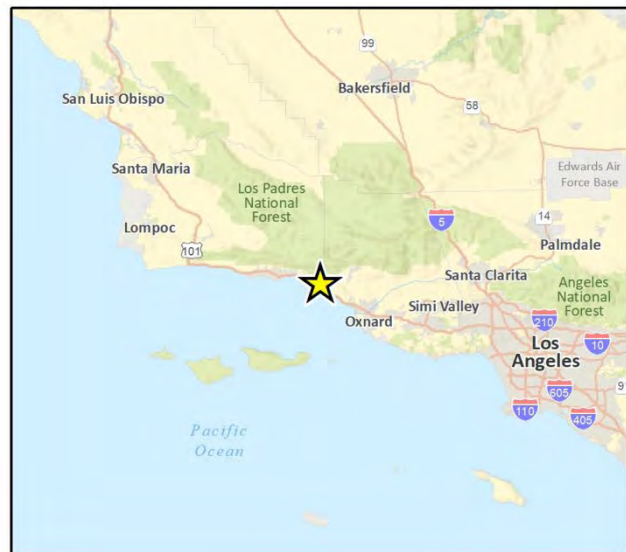 99
Bakersfield
San Luis Obispo
58
Santa Maria
Edwards Air
Force Base
Los Padres
National
Forest
Lompoc
5
14
101
Palmdale
Santa Clarita
Angeles
National
Forest
Simi Valley
Oxnard
210
Los
Angeles
10
605
9
110
405
Pacific
Ocean